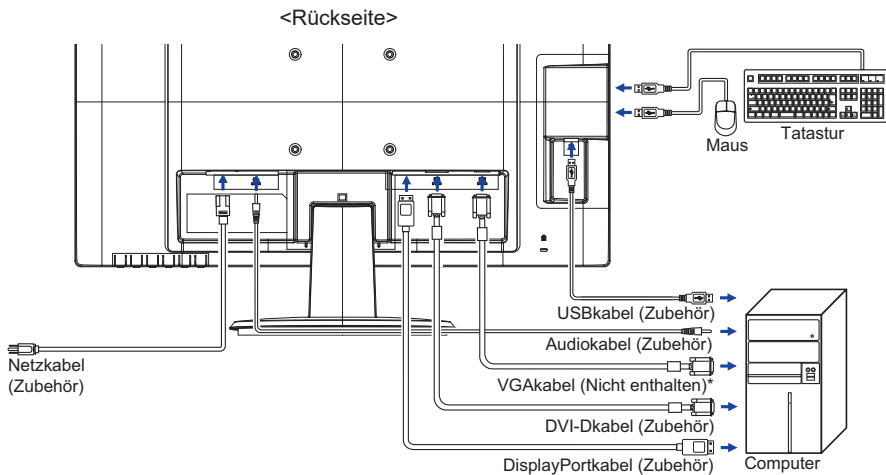 <Rückseite>
Maus
Tatastur
USBkabel (Zubehör)
Audiokabel (Zubehör)
Netzkabel
(Zubehör)
VGAkabel (Nicht enthalten)*
DVI-Dkabel (Zubehör)
DisplayPortkabel (Zubehör)
Computer